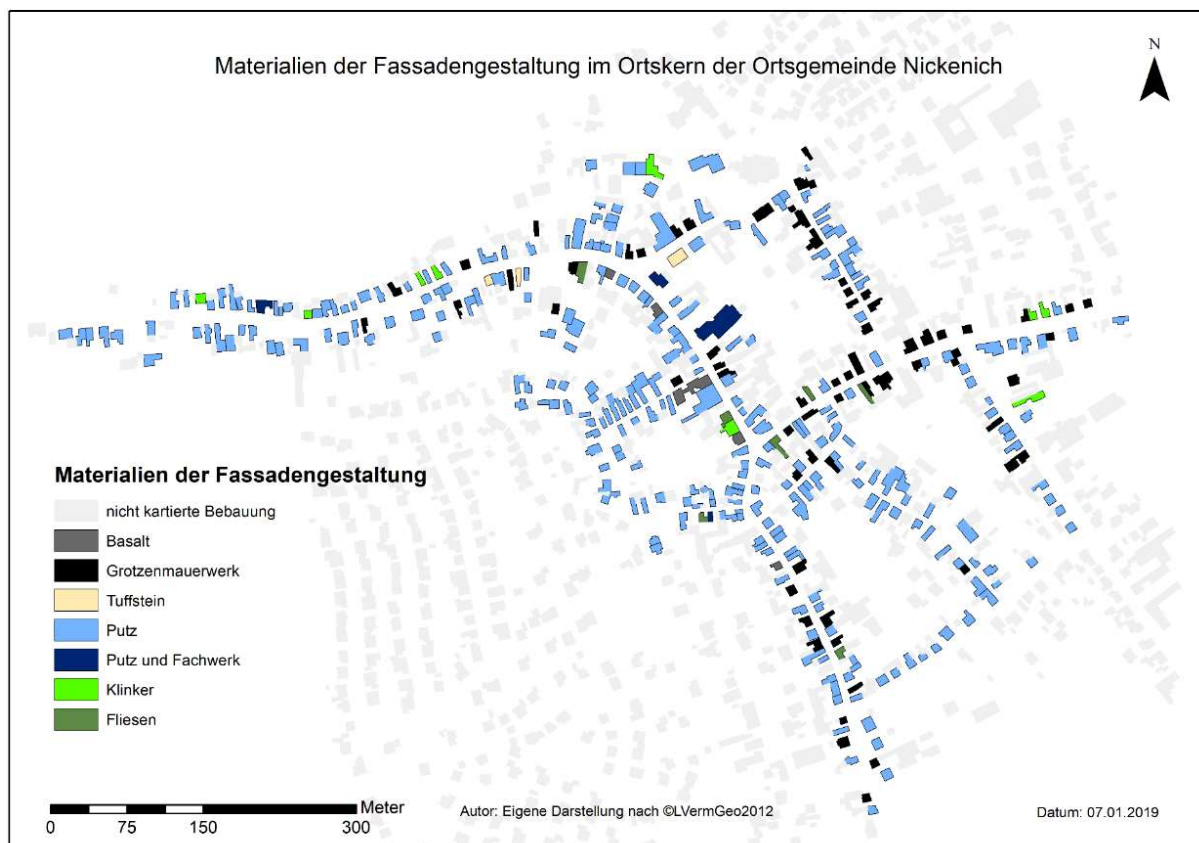 Materialien der Fassadengestaltung im Ortskern der Ortsgemeinde Nickenich
N
Materialien der Fassadengestaltung
nicht kartierte Bebauung
Basalt
Grotzenmauerwerk
Tuffstein
Putz
Putz und Fachwerk
Klinker
Fliesen
Meter
0 75 150 300
Autor: Eigene Darstellung nach ©LVermGeo2012
Datum: 07.01.2019